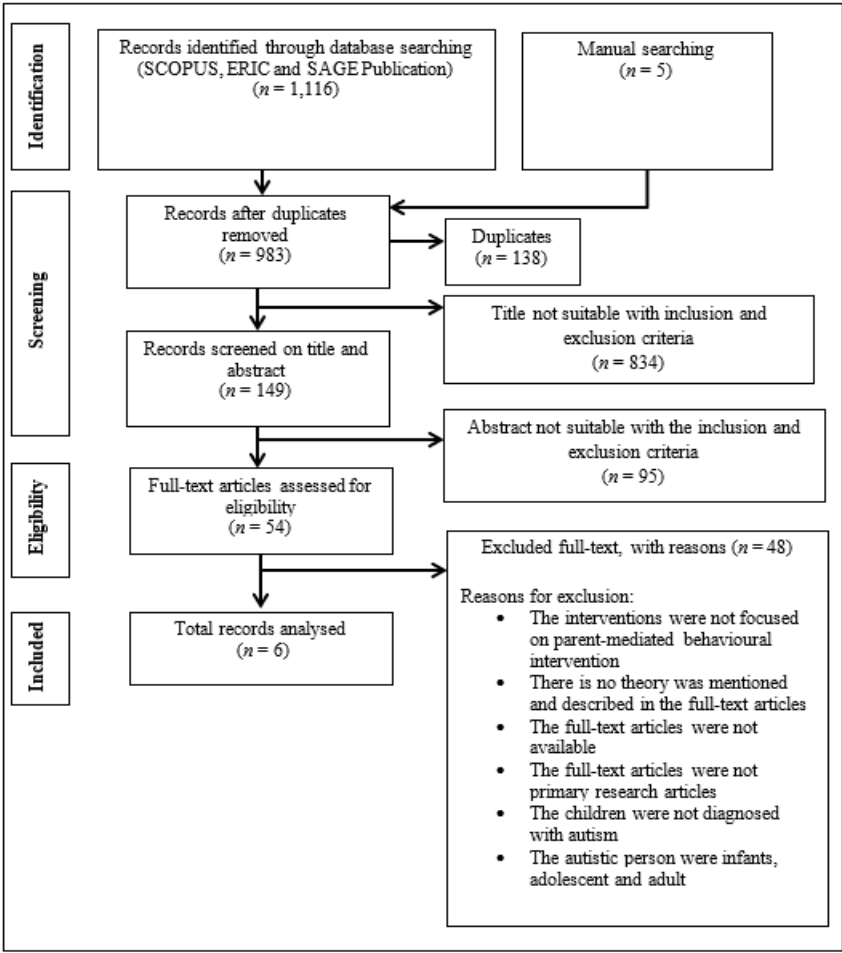 Identification
Records identified through database searching
(SCOPUS, ERIC and SAGE Publication)
(n = 1,116)
Manual searching
(n = 5)
Screening
Records after duplicates
removed
(n = 983)
Duplicates
(n = 138)
Title not suitable with inclusion and
exclusion criteria
(n = 834)
Records screened on title and
abstract
(n = 149)
Abstract not suitable with the inclusion and
exclusion criteria
(n = 95)
Eligibility
Full-text articles assessed for
eligibility
(n = 54)
Excluded full-text, with reasons (n = 48)
Reasons for exclusion:
• The interventions were not focused
on parent-mediated behavioural
intervention
• There is no theory was mentioned
and described in the full-text articles
• The full-text articles were not
available
• The full-text articles were not
primary research articles
• The children were not diagnosed
with autism
• The autistic person were infants,
adolescent and adult
Included
Total records analysed
(n = 6)